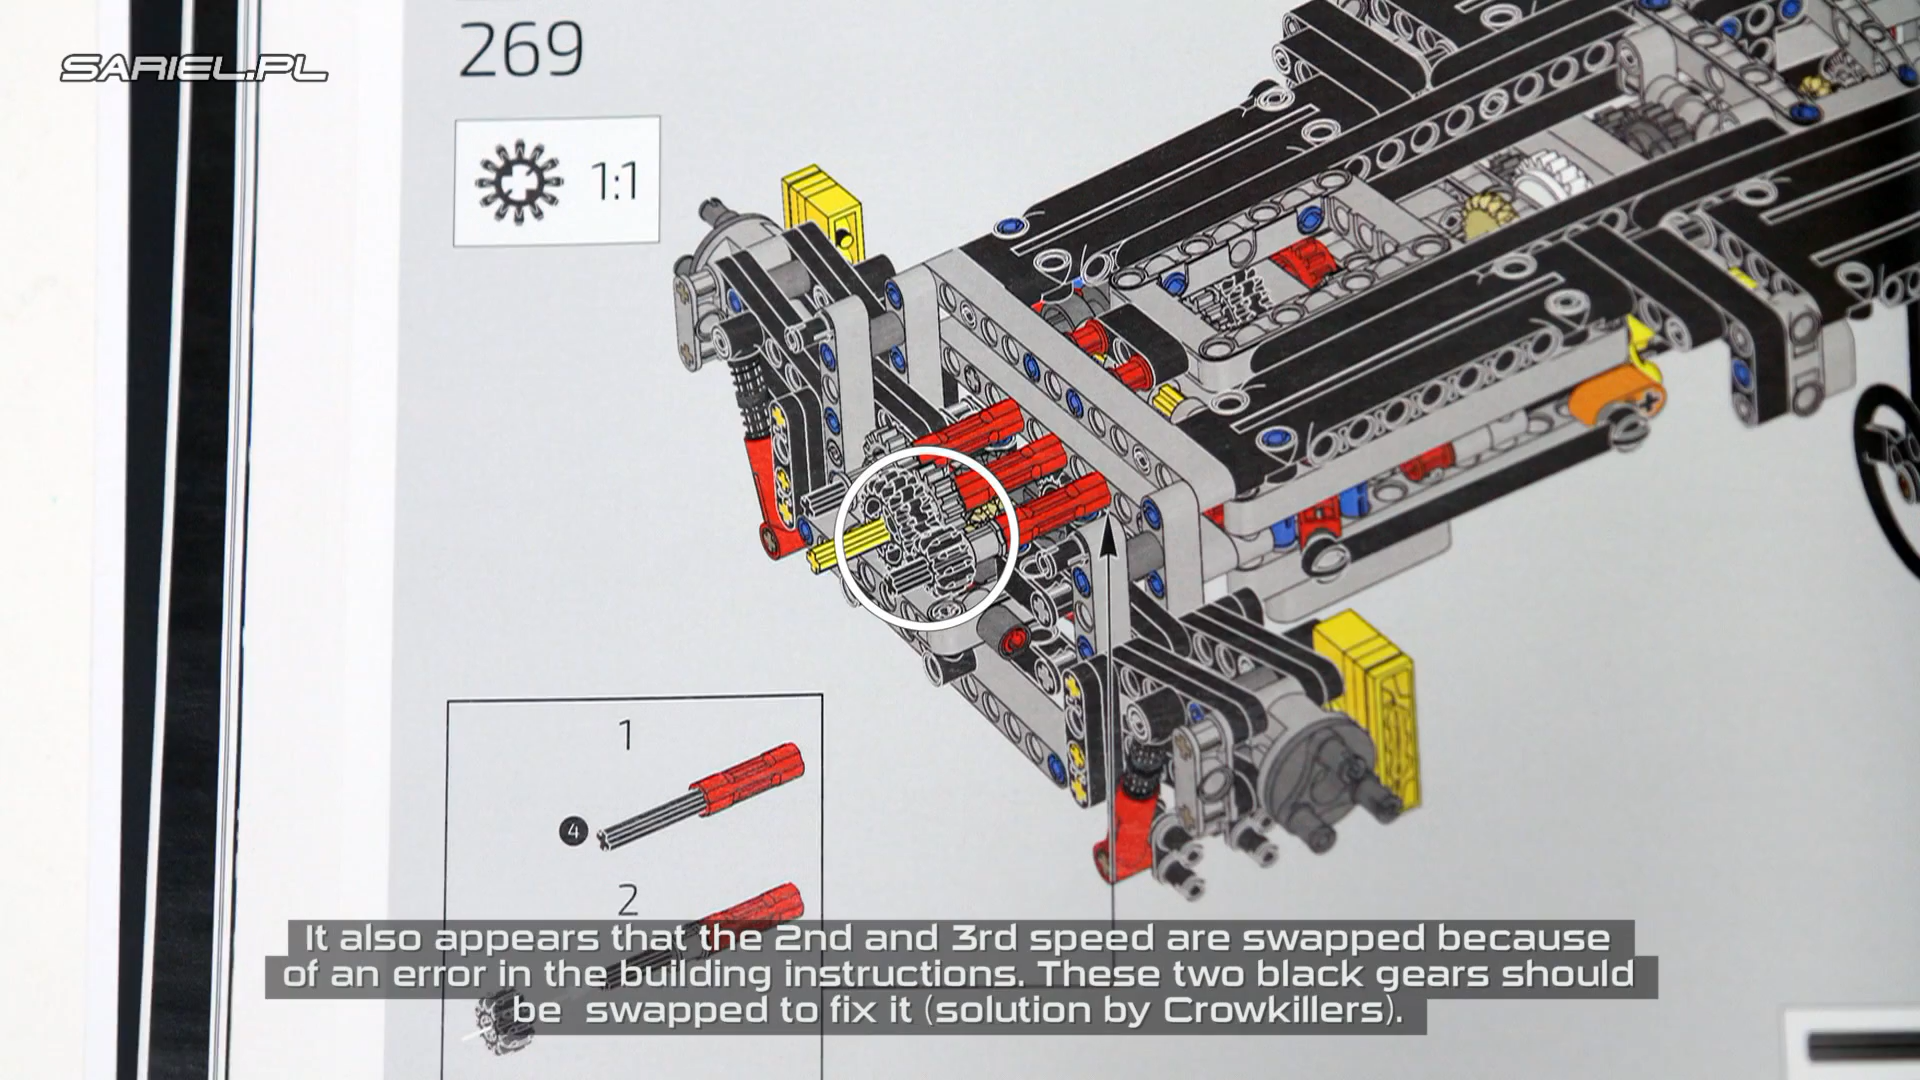 269
SARIEL.PL
1:1
1
4
2
It also appears that the 2nd and 3rd speed are swapped because
of an error in the building instructions. These two black gears should
be swapped to fix it (solution by Crowkillers).